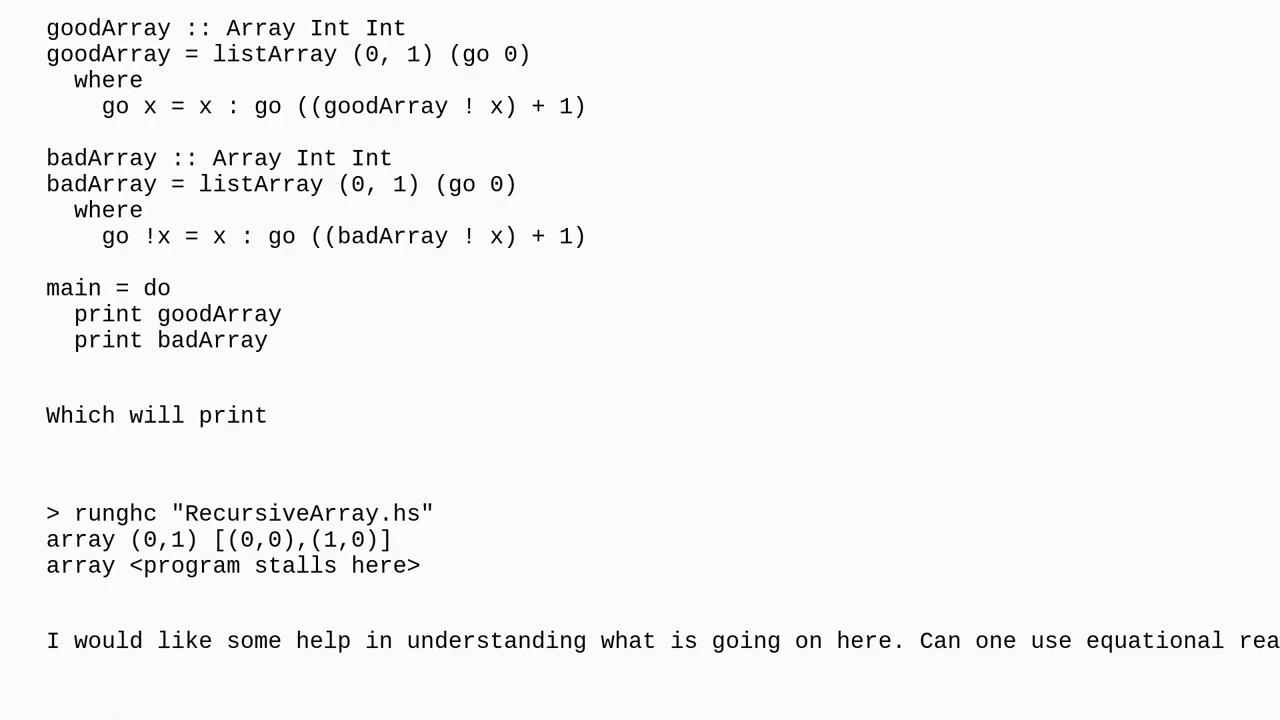 goodArray :: Array Int Int
goodArray = listArray (0, 1) (go 0)
  where
    go x = x : go ((goodArray ! x) + 1)
badArray :: Array Int Int
badArray = listArray (0, 1) (go 0)
  where
    go !x = x : go ((badArray ! x) + 1)
main = do
  print goodArray
  print badArray
Which will print
> runghc "RecursiveArray.hs"
array (0,1) [(0,0),(1,0)]
array <program stalls here>
I would like some help in understanding what is going on here. Can one use equational